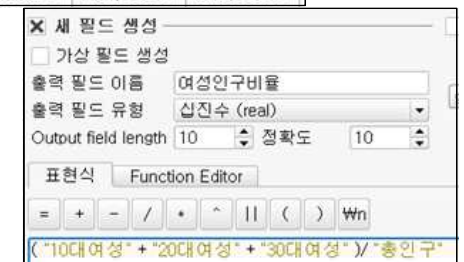 새 필드 생성
가상 필드 생성
출력 필드 이름 여성인구비율
출력 필드 유형 십진수 (real)
Output field length 10 정확도 10
표현식 Function Editor
= + - / * ^ || ( ) ₩n
( "10대여성" + "20대여성" + "30대여성" )/ "총인구"